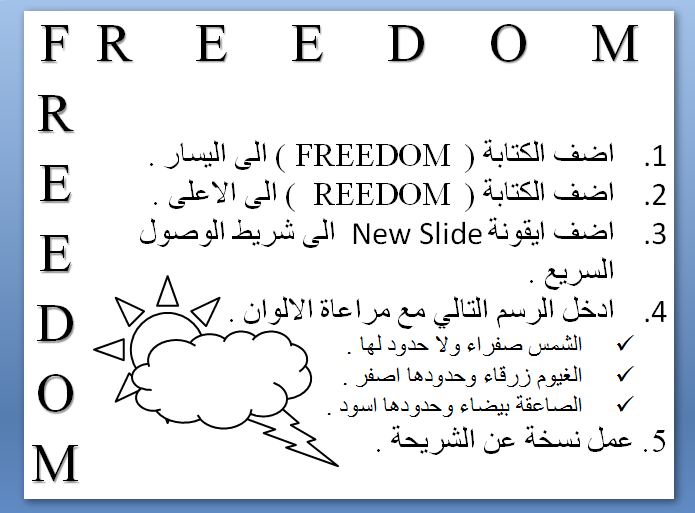 F R E E D O M
R
E
E
D
O
M
1. اضف الكتابة ( FREEDOM ) الى اليسار .
2. اضف الكتابة ( REEDOM ) الى الاعلى .
3. اضف ايقونة New Slide الى شريط الوصول
السريع .
4. ادخل الرسم التالي مع مراعاة الالوان .
✓ الشمس صفراء ولا حدود لها .
✓ الغيوم زرقاء وحدودها اصفر .
✓ الصاعقة بيضاء وحدودها اسود .
5. عمل نسخة عن الشريحة .